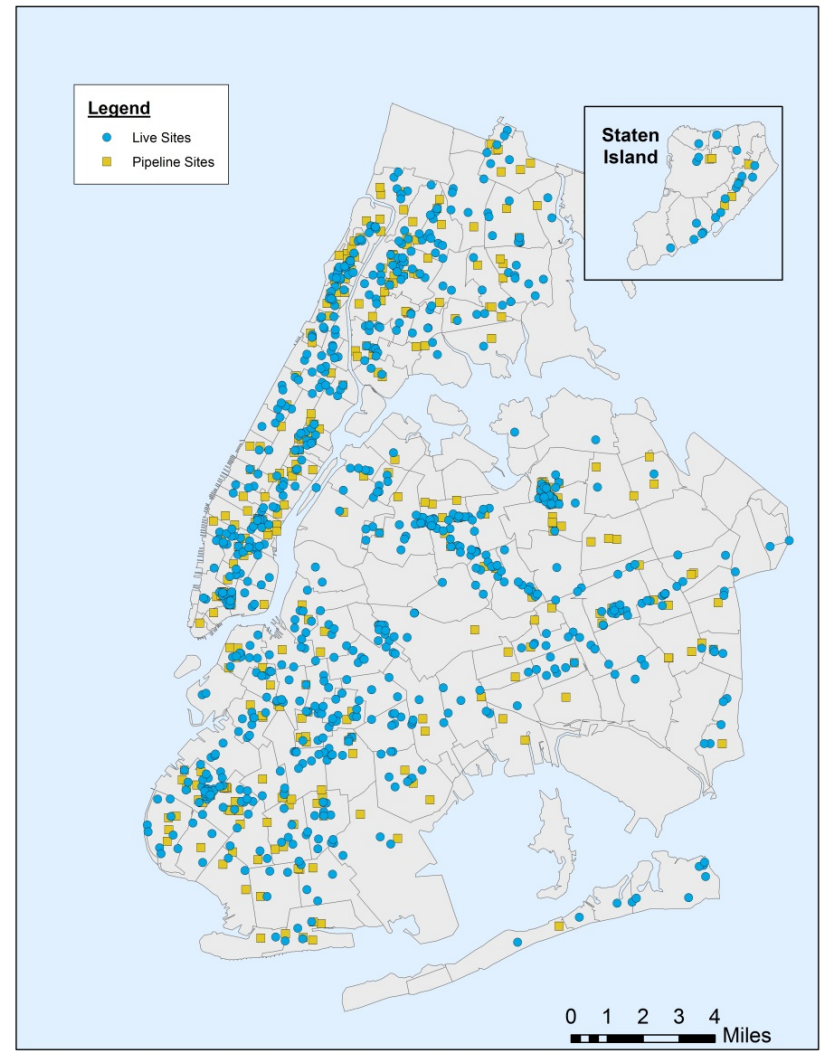 Legend
Live Sites
Pipeline Sites
Staten
Island
0 1 2 3 4
Miles